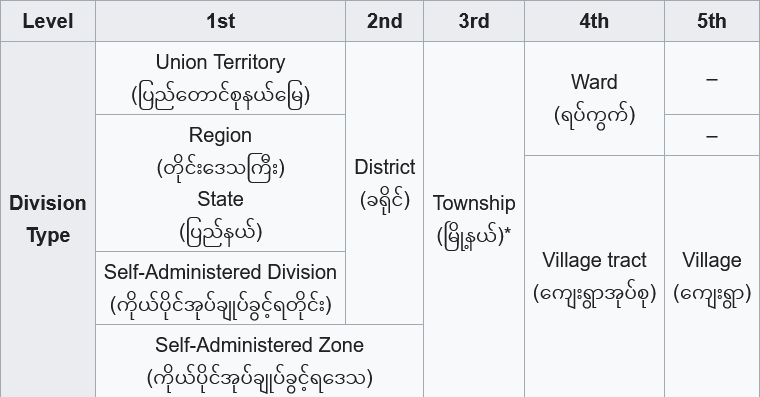 Level 1st 2nd 3rd 4th 5th
Division
Type
Union Territory
(ပြည်တောင်စုနယ်မြေ)
Region
(တိုင်းဒေသကြီး)
State
(ပြည်နယ်)
Self-Administered Division
(ကိုယ်ပိုင်အုပ်ချုပ်ခွင့်ရတိုင်း)
Self-Administered Zone
(ကိုယ်ပိုင်အုပ်ချုပ်ခွင့်ရဒေသ)
District
(ခရိုင်)
Township
(မြို့နယ်)*
Ward
(ရပ်ကွက်)
Village tract
(ကျေးရွာအုပ်စု)
–
–
Village
(ကျေးရွာ)